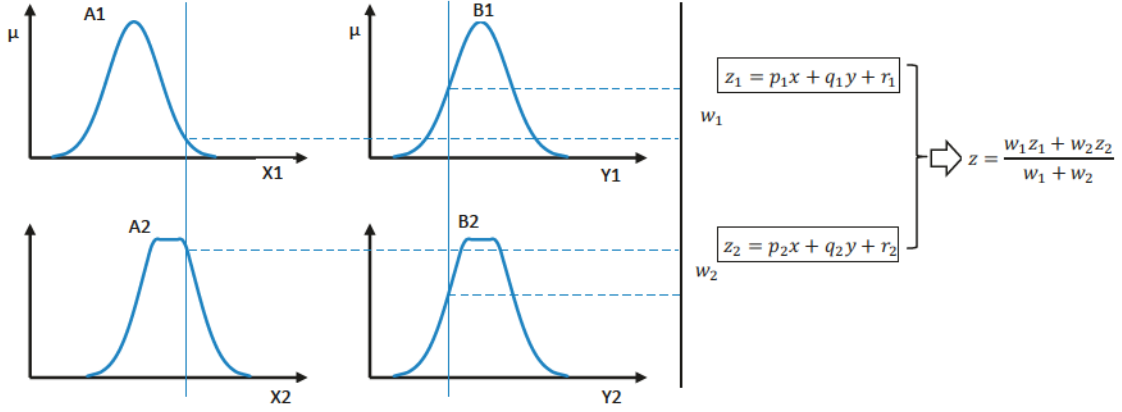 A1
μ
X1
B1
μ
Y1
w₁
z₁ = p₁x + q₁y + r₁
A2
X2
B2
Y2
w₂
z₂ = p₂x + q₂y + r₂
z = (w₁z₁ + w₂z₂) / (w₁ + w₂)